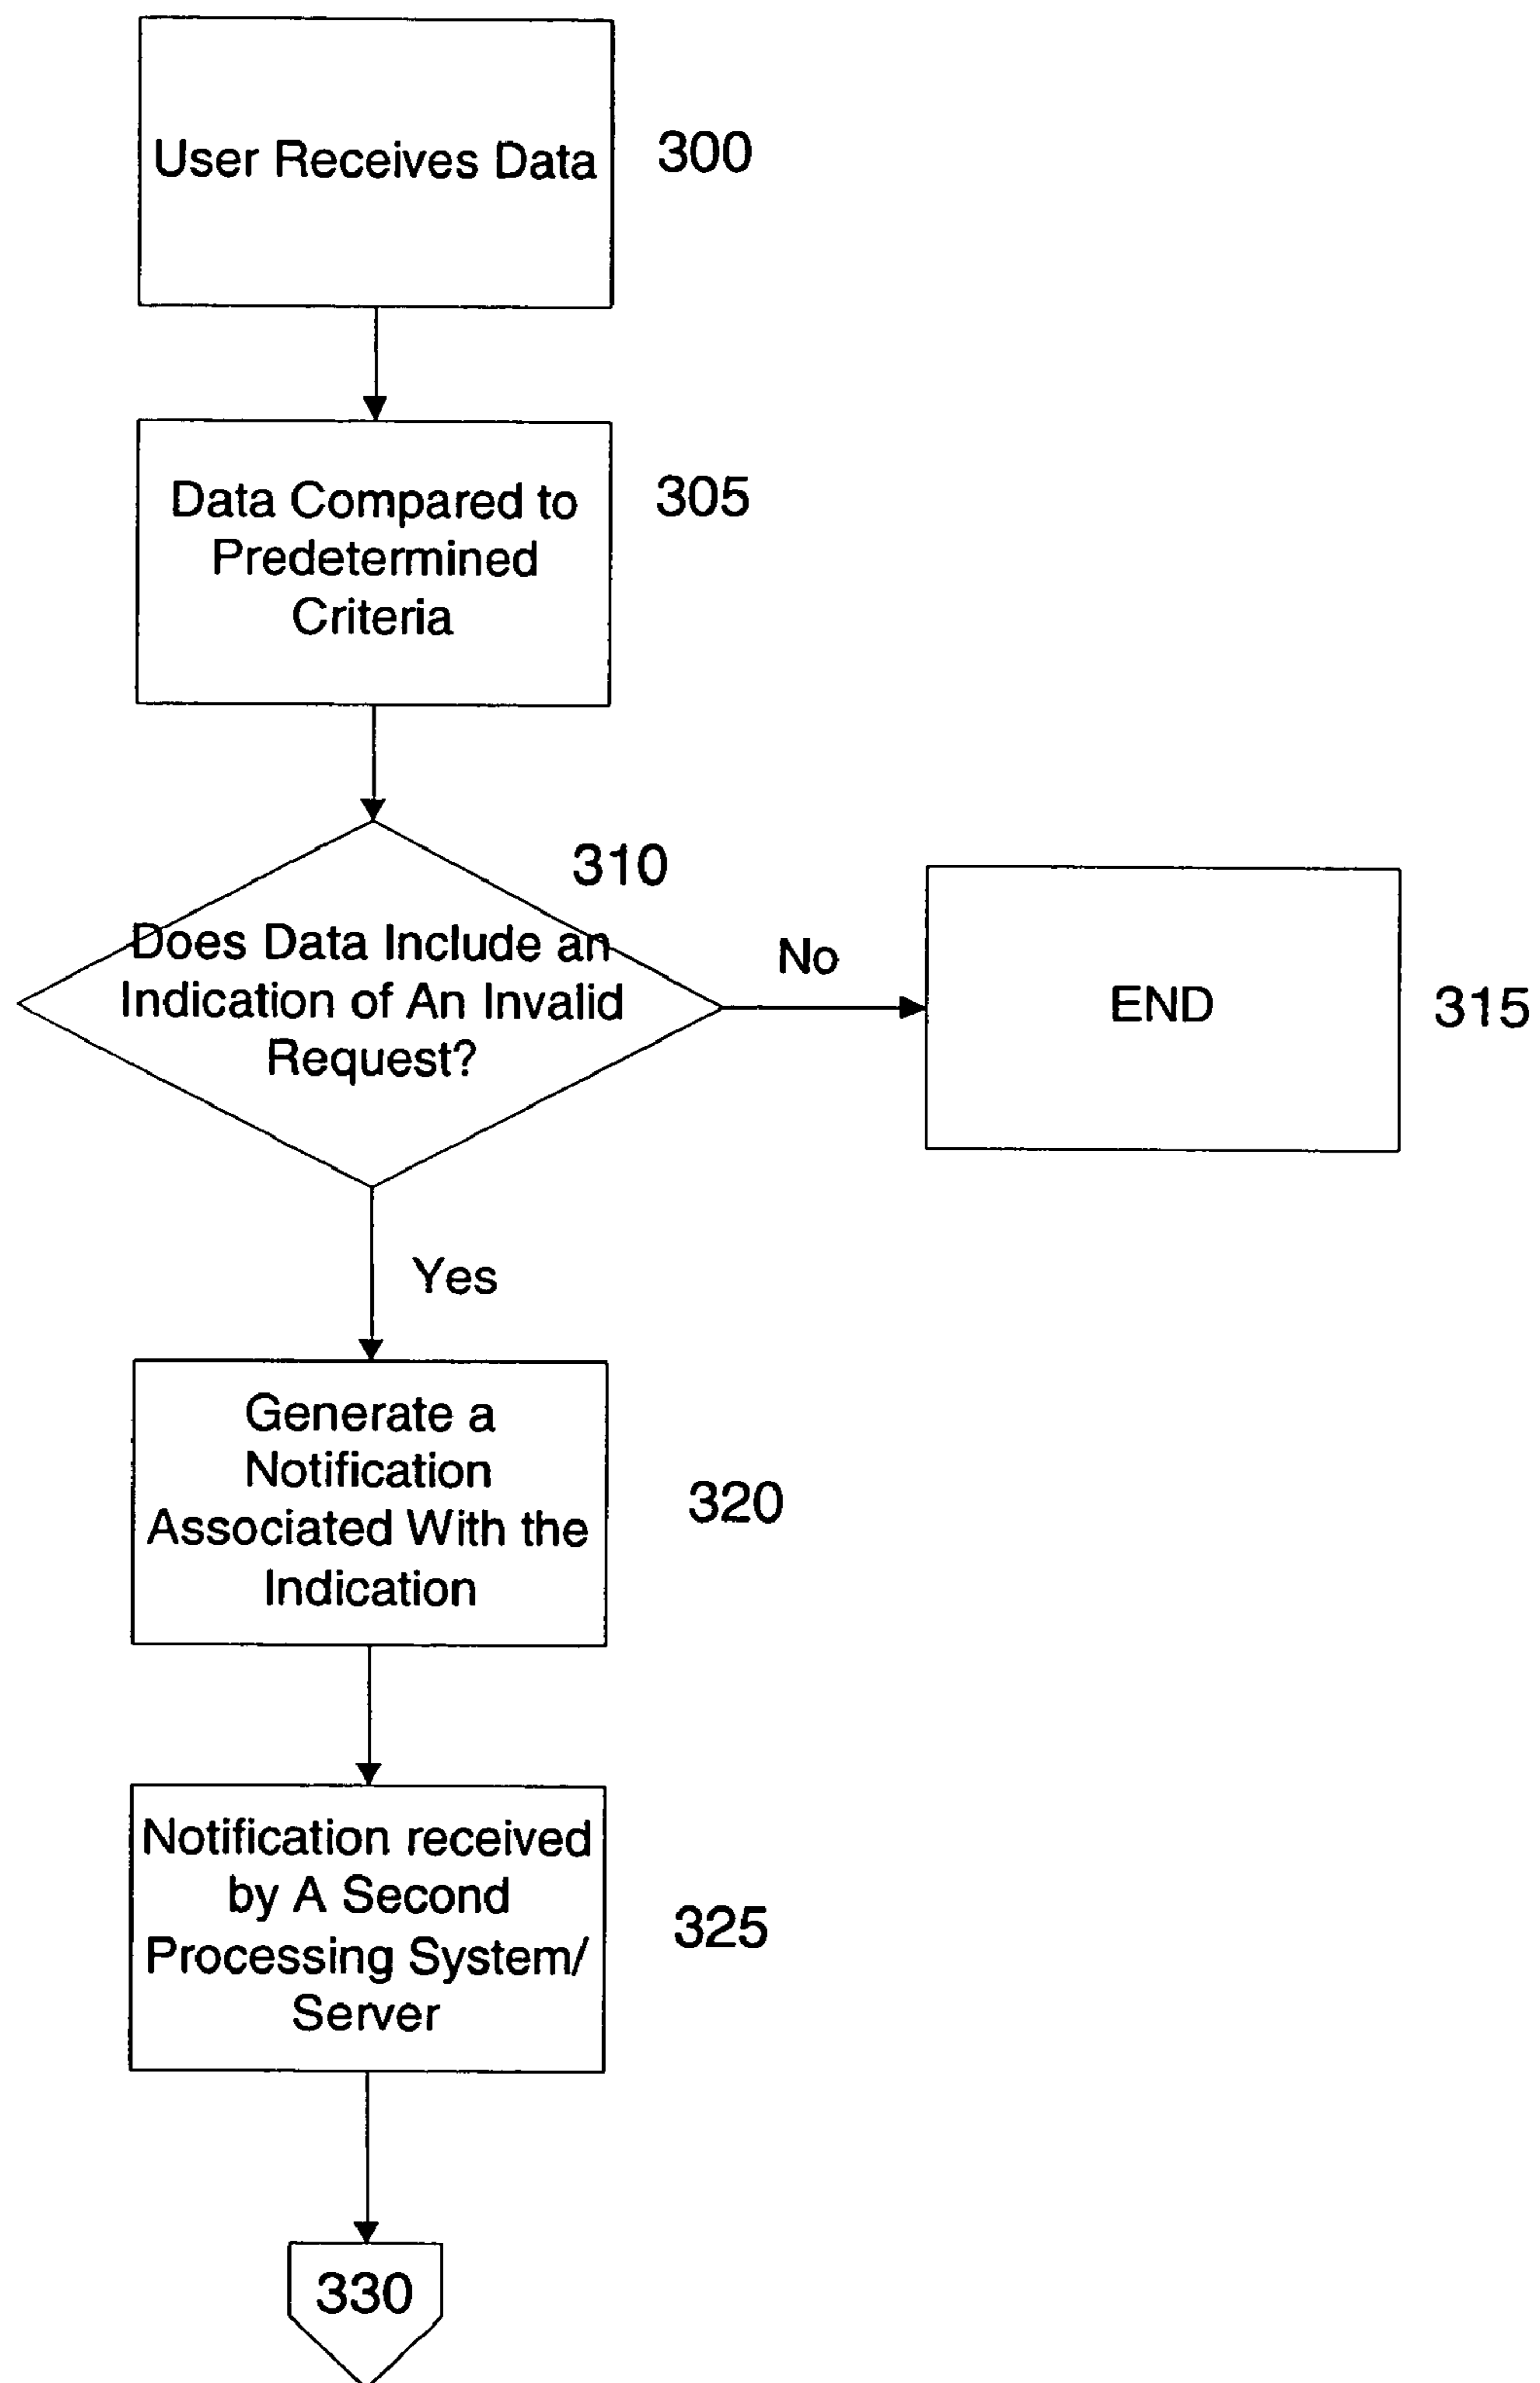 User Receives Data
300
Data Compared to
Predetermined
Criteria
305
310
Does Data Include an
Indication of An Invalid
Request?
No
END
315
Yes
Generate a
Notification
Associated With the
Indication
320
Notification received
by A Second
Processing System/
Server
325
330